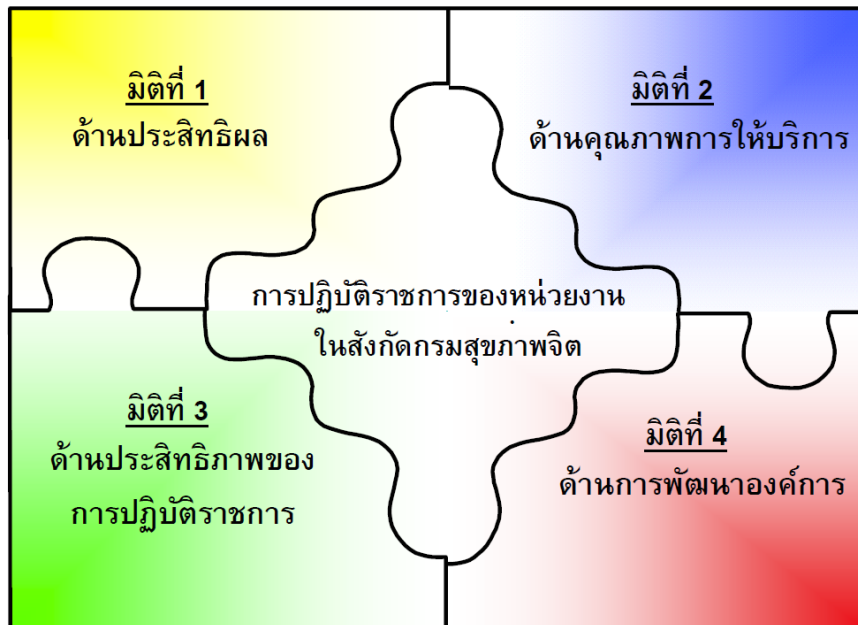 มิติที่ 1
ด้านประสิทธิผล
มิติที่ 2
ด้านคุณภาพการให้บริการ
การปฏิบัติราชการของหน่วยงาน
ในสังกัดกรมสุขภาพจิต
มิติที่ 3
ด้านประสิทธิภาพของ
การปฏิบัติราชการ
มิติที่ 4
ด้านการพัฒนาองค์การ